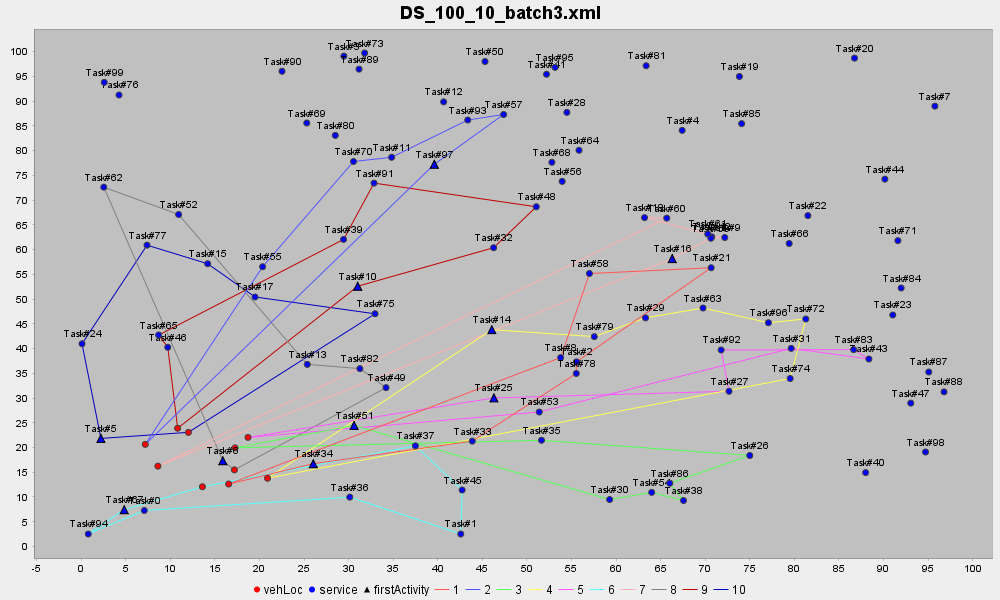 DS_100_10_batch3.xml
100
95
90
85
80
75
70
65
60
55
50
45
40
35
30
25
20
15
10
5
0
Task#73
Task#89
Task#90
Task#99
Task#76
Task#50
Task#95
Task#81
Task#19
Task#20
Task#7
Task#12
Task#93
Task#57
Task#28
Task#4
Task#85
Task#69
Task#80
Task#70
Task#11
Task#97
Task#64
Task#68
Task#56
Task#44
Task#62
Task#91
Task#48
Task#52
Task#60
Task#22
Task#77
Task#39
Task#32
Task#66
Task#71
Task#15
Task#55
Task#16
Task#58
Task#21
Task#10
Task#17
Task#84
Task#75
Task#14
Task#29
Task#63
Task#96
Task#72
Task#23
Task#24
Task#65
Task#46
Task#79
Task#13
Task#82
Task#2
Task#78
Task#92
Task#31
Task#83
Task#43
Task#49
Task#74
Task#87
Task#25
Task#27
Task#88
Task#47
Task#53
Task#51
Task#5
Task#37
Task#33
Task#35
Task#6
Task#34
Task#26
Task#98
Task#40
Task#45
Task#36
Task#30
Task#86
Task#38
Task#0
Task#94
Task#1
-5 0 5 10 15 20 25 30 35 40 45 50 55 60 65 70 75 80 85 90 95 100
vehLoc service firstActivity 1 2 3 4 5 6 7 8 9 10